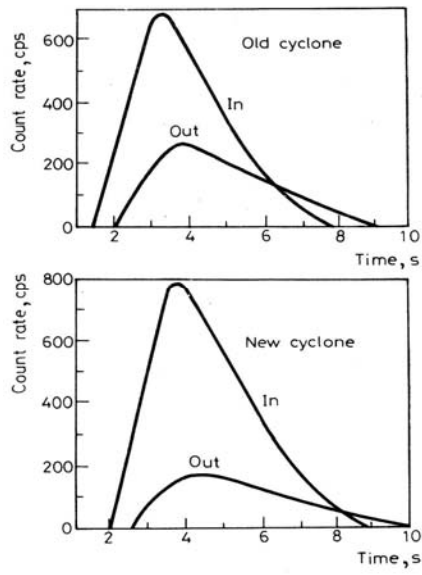 Count rate, cps
600
400
200
0
Old cyclone
In
Out
2
4
6
8
10
Time, s
Count rate, cps
800
600
400
200
0
New cyclone
In
Out
2
4
6
8
10
Time, s